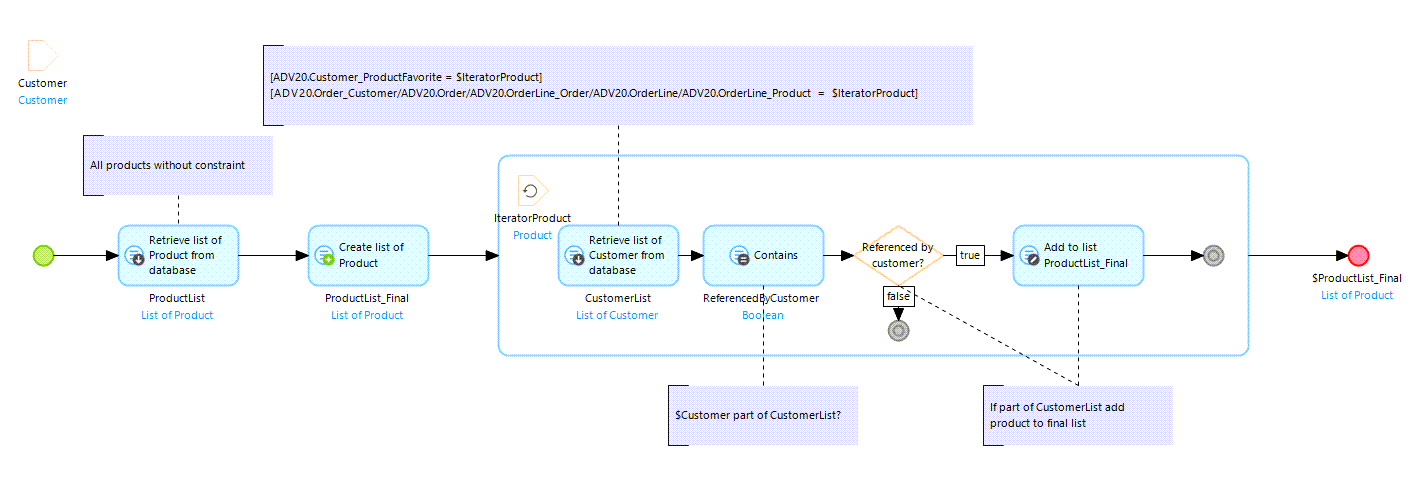 Customer
Customer
[ADV20.Customer_ProductFavorite = $IteratorProduct]
[ADV20.Order_Customer/ADV20.Order/ADV20.OrderLine_Order/ADV20.OrderLine/ADV20.OrderLine_Product = $IteratorProduct]
All products without constraint
Retrieve list of
Product from
database
ProductList
List of Product
Create list of
Product
ProductList_Final
List of Product
IteratorProduct
Product
Retrieve list of
Customer from
database
CustomerList
List of Customer
Contains
ReferencedByCustomer
Boolean
Referenced by
customer?
true
false
Add to list
ProductList_Final
$ProductList_Final
List of Product
$Customer part of CustomerList?
If part of CustomerList add
product to final list